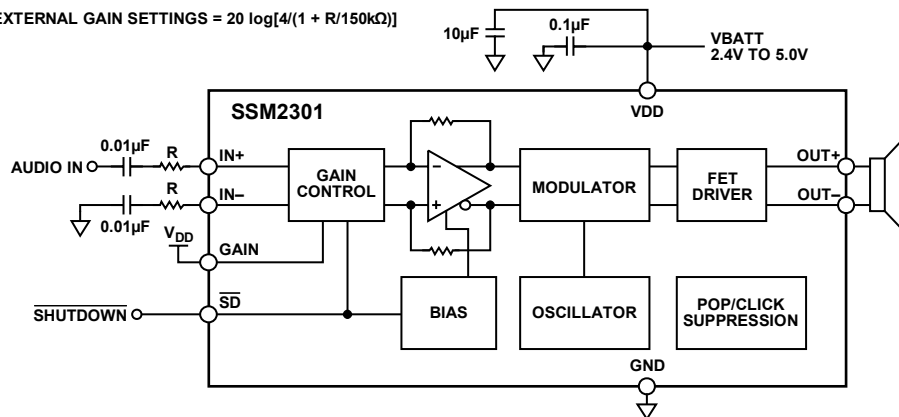 EXTERNAL GAIN SETTINGS = 20 log[4/(1 + R/150kΩ)]
10µF
0.1µF
VBATT
2.4V TO 5.0V
VDD
SSM2301
0.01µF
R
AUDIO IN
IN+
R
IN–
0.01µF
GAIN
CONTROL
MODULATOR
FET
DRIVER
OUT+
OUT–
VDD
GAIN
SHUTDOWN
SD
BIAS
OSCILLATOR
POP/CLICK
SUPPRESSION
GND